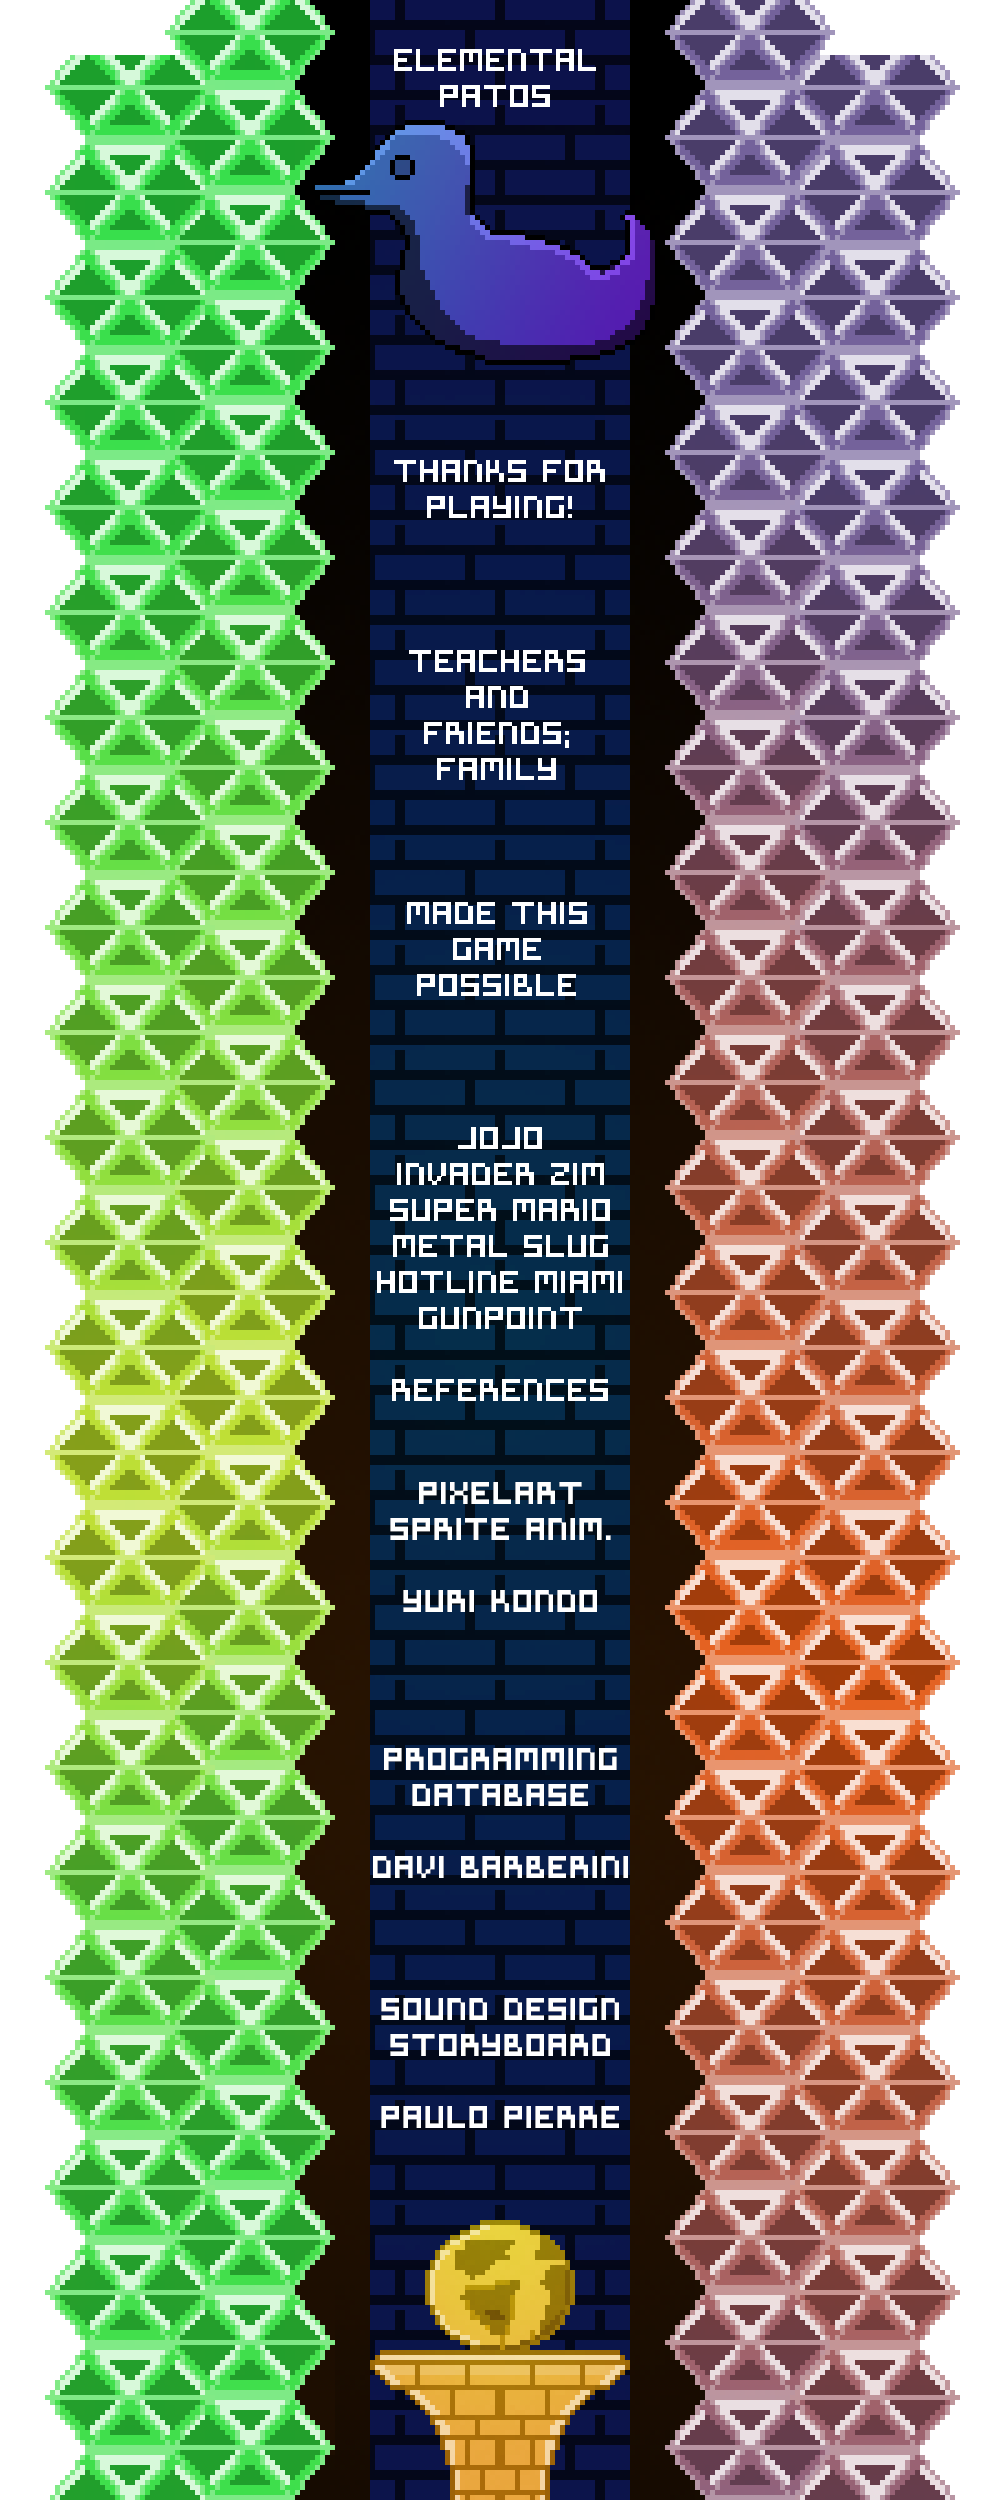 ELEMENTAL
PATOS
THANKS FOR
PLAYING!
TEACHERS
AND
FRIENDS;
FAMILY
MADE THIS
GAME
POSSIBLE
JOJO
INVADER ZIM
SUPER MARIO
METAL SLUG
HOTLINE MIAMI
GUNPOINT
REFERENCES
PIXELART
SPRITE ANIM.
YURI KONDO
PROGRAMMING
DATABASE
DAVI BARBERINI
SOUND DESIGN
STORYBOARD
PAULO PIERRE